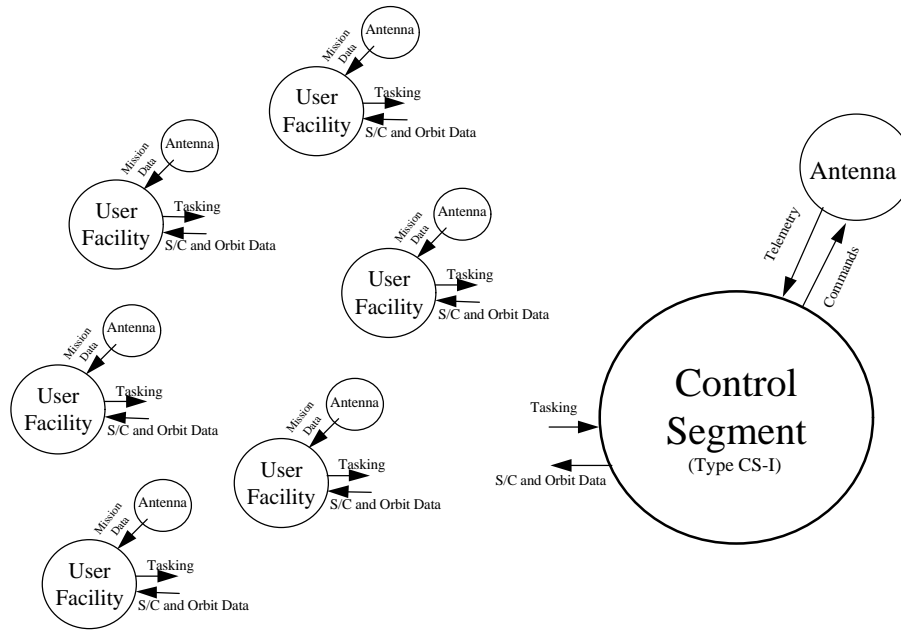 Antenna
Mission
Data
User
Facility
Tasking
S/C and Orbit Data
Antenna
Mission
Data
User
Facility
Tasking
S/C and Orbit Data
Antenna
Mission
Data
User
Facility
Tasking
S/C and Orbit Data
Antenna
Mission
Data
User
Facility
Tasking
S/C and Orbit Data
Antenna
Mission
Data
User
Facility
Tasking
S/C and Orbit Data
Antenna
Mission
Data
User
Facility
Tasking
S/C and Orbit Data
Antenna
Telemetry
Commands
Control
Segment
(Type CS-I)
Tasking
S/C and Orbit Data